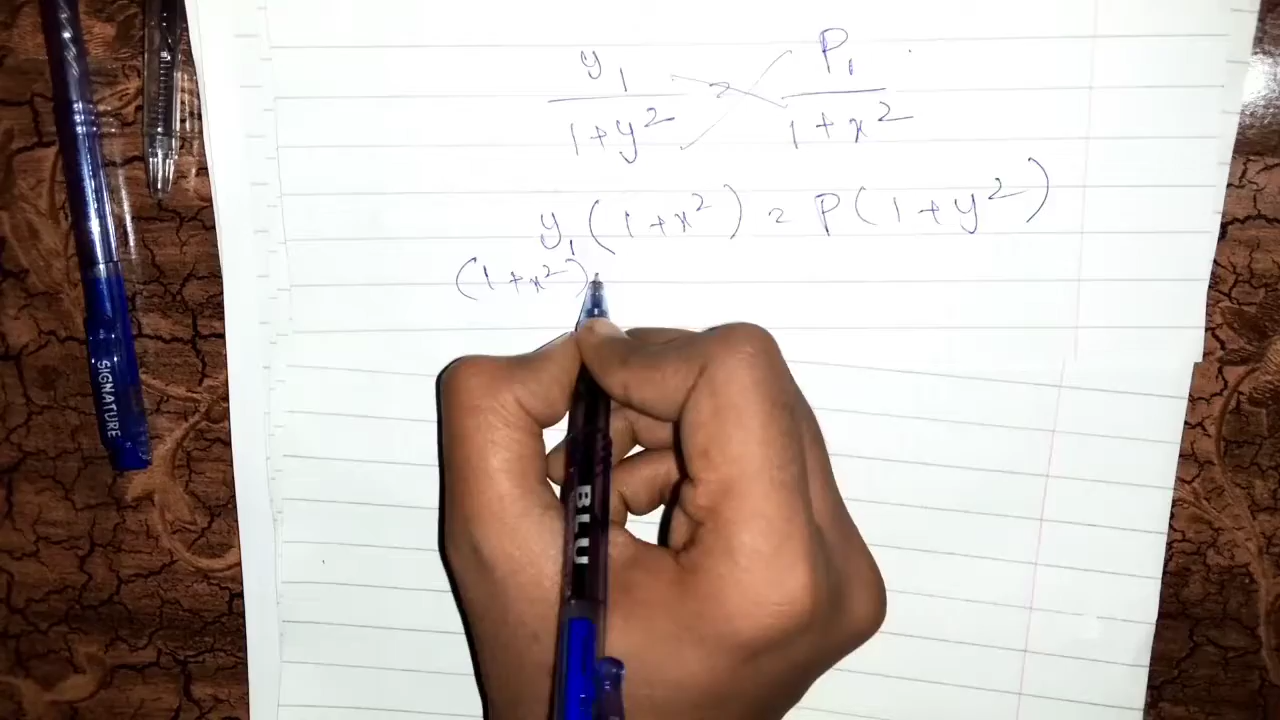 y₁ / 1+y² = P₁ / 1+x²
y₁(1+x²) = P(1+y²)
(1+x²)
SIGNATURE
BLU